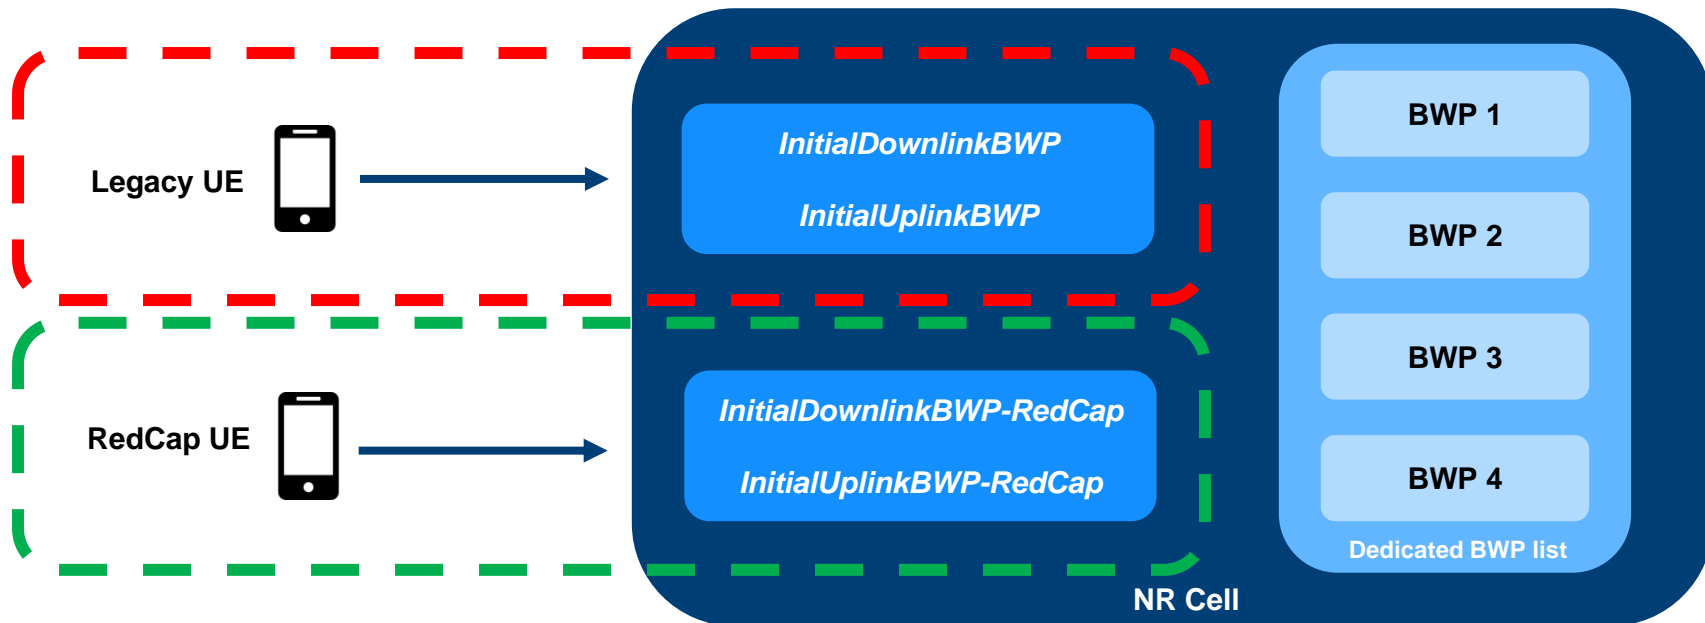 Legacy UE
InitialDownlinkBWP
InitialUplinkBWP
RedCap UE
InitialDownlinkBWP-RedCap
InitialUplinkBWP-RedCap
BWP 1
BWP 2
BWP 3
BWP 4
Dedicated BWP list
NR Cell